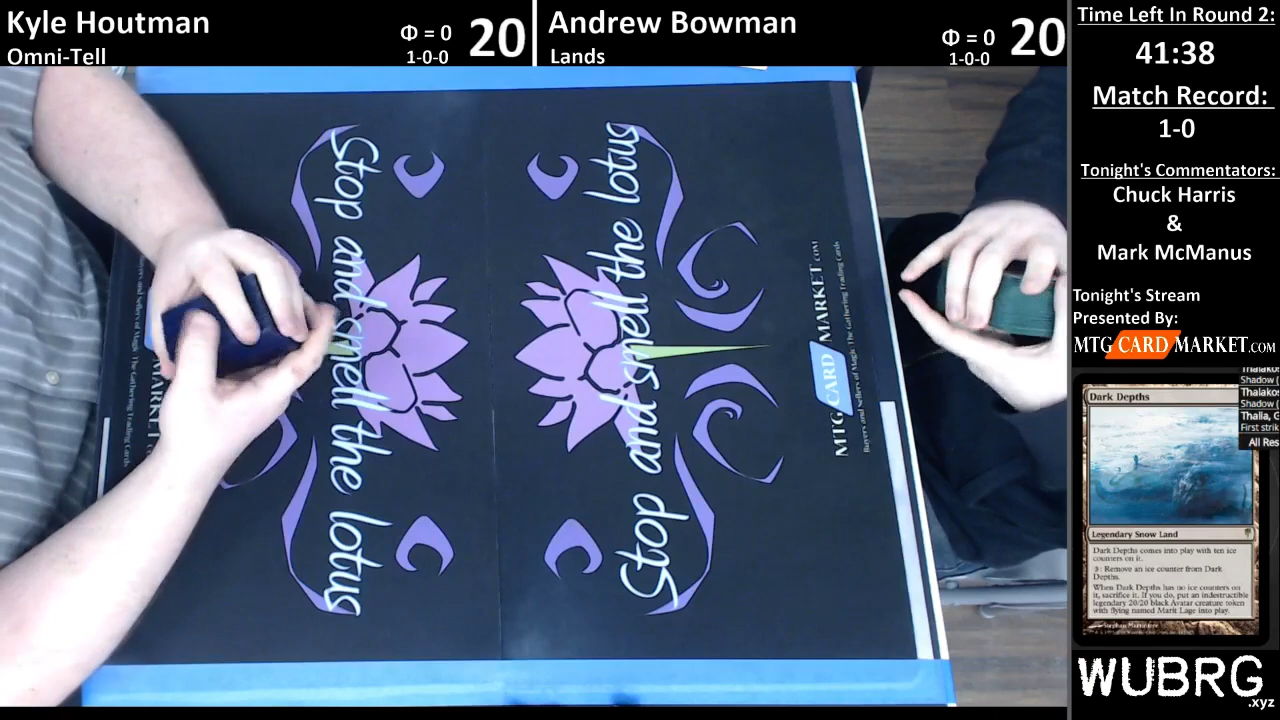 Kyle Houtman
Omni-Tell
Φ = 0
1-0-0
20
Andrew Bowman
Lands
Φ = 0
1-0-0
20
Time Left In Round 2:
41:38
Match Record:
1-0
Tonight's Commentators:
Chuck Harris
&
Mark McManus
Tonight's Stream
Presented By:
MTGCARDMARKET.COM
Thalakos
Shadow (
Thalakos
Shadow (
Thalia, G
First strik
All Res
Dark Depths
Legendary Snow Land
Dark Depths comes into play with ten ice
counters on it.
3: Remove an ice counter from Dark
Depths.
When Dark Depths has no ice counters on
it, sacrifice it. If you do, put an indestructible
legendary 20/20 black Avatar creature token
with flying named Marit Lage into play.
WUBRG
.xyz
Stop and smell the lotus
Stop and smell the lotus
MTG CARD MARKET.COM
Buyers and Sellers of Magic: The Gathering Trading Cards